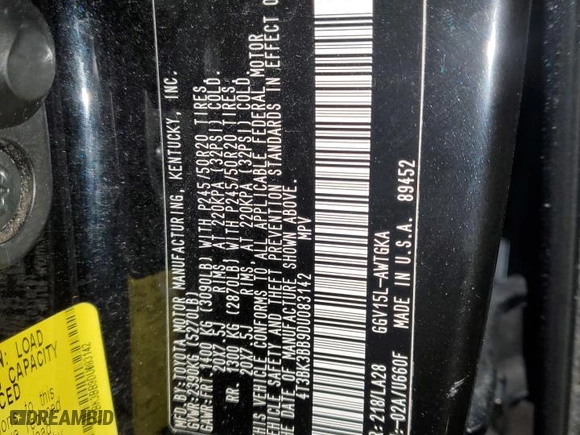 TOYOTA MOTOR MANUFACTURING, KENTUCKY, INC.
GVWR: 2390KG (5270LB)
GAWR: FRT. 1400 KG (3090LB) WITH P245/50R20 TIRES,
20X7.5J RIMS, AT 220KPA (32PSI) COLD.
RR. 1300 KG (2870LB) WITH P245/50R20 TIRES,
20X7.5J RIMS, AT 220KPA (32PSI) COLD.
THIS VEHICLE CONFORMS TO ALL APPLICABLE FEDERAL MOTOR
VEHICLE SAFETY AND THEFT PREVENTION STANDARDS IN EFFECT O
THE DATE OF MANUFACTURE SHOWN ABOVE.
4T3BK3BB9DU083142 MPV
218/LA28 GGV15L-AWTGKA
D2A/U660F MADE IN U.S.A. 89452
N: LOAD
CAPACITY
CED
DREAMBID